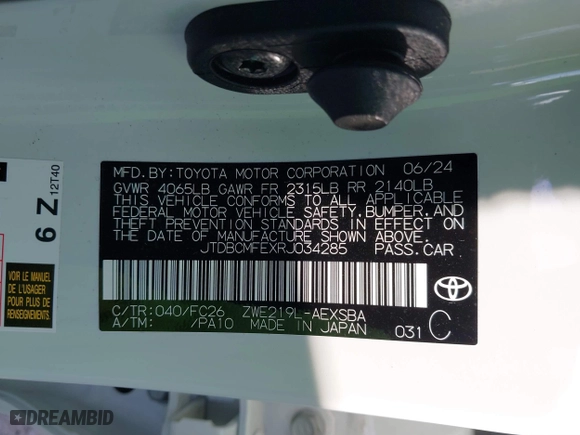 MFD.BY:TOYOTA MOTOR CORPORATION 06/24
GVWR 4065LB GAWR FR 2315LB RR 2140LB
THIS VEHICLE CONFORMS TO ALL APPLICABLE
FEDERAL MOTOR VEHICLE SAFETY,BUMPER,AND
THEFT PREVENTION STANDARDS IN EFFECT ON
THE DATE OF MANUFACTURE SHOWN ABOVE.
JTDBCMFEXRJ034285 PASS.CAR
C/TR:040/FC26 ZWE219L-AEXSBA
A/TM: /PA10 MADE IN JAPAN 031 C
6 Z 12T40
VOIR LE MANUEL
DE L'USAGER
POUR PLUS DE
RENSEIGNEMENTS.
DREAMBID